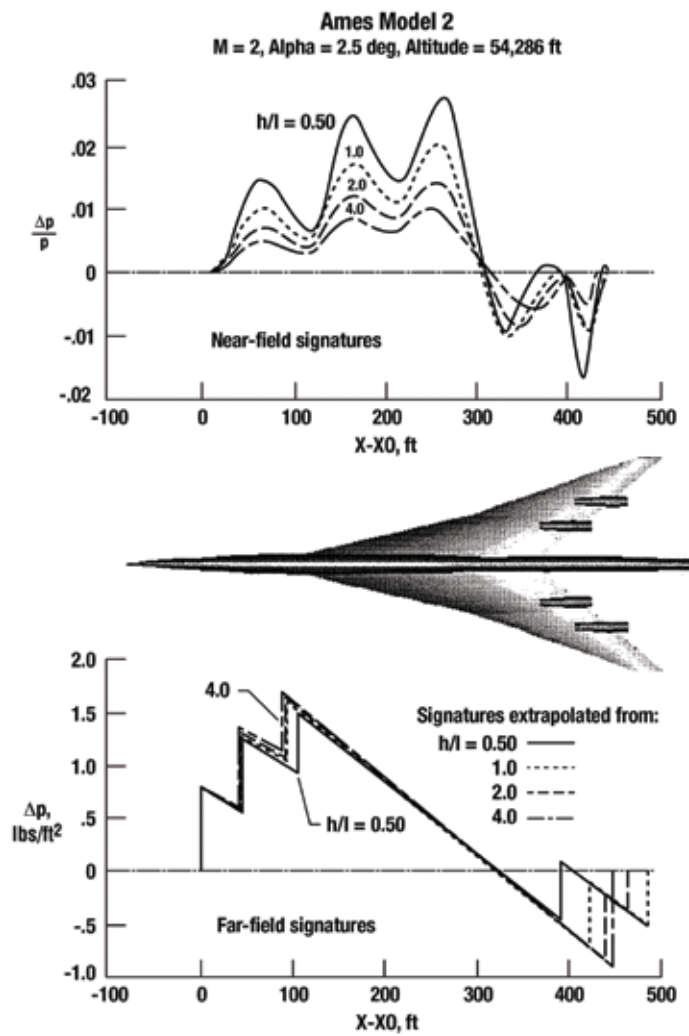 Ames Model 2
M = 2, Alpha = 2.5 deg, Altitude = 54,286 ft
.03
h/l = 0.50
.02
1.0
2.0
.01
4.0
Δp
p
0
Near-field signatures
-.01
-.02
-100 0 100 200 300 400 500
X-X0, ft
2.0
4.0
Signatures extrapolated from:
1.5
h/l = 0.50
1.0
1.0
2.0
Δp,
lbs/ft2
.5
h/l = 0.50
4.0
0
-.5
Far-field signatures
-1.0
-100 0 100 200 300 400 500
X-X0, ft